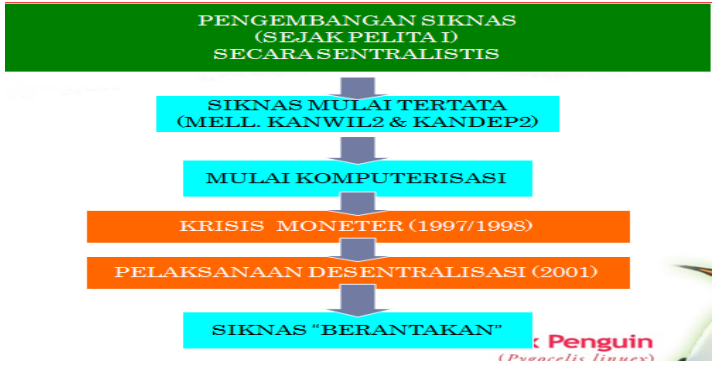 PENGEMBANGAN SIKNAS
(SEJAK PELITA I)
SECARA SENTRALISTIS
SIKNAS MULAI TERTATA
(MELL. KANWIL2 & KANDEP2)
MULAI KOMPUTERISASI
KRISIS MONETER (1997/1998)
PELAKSANAAN DESENTRALISASI (2001)
SIKNAS “BERANTAKAN”
Penguin